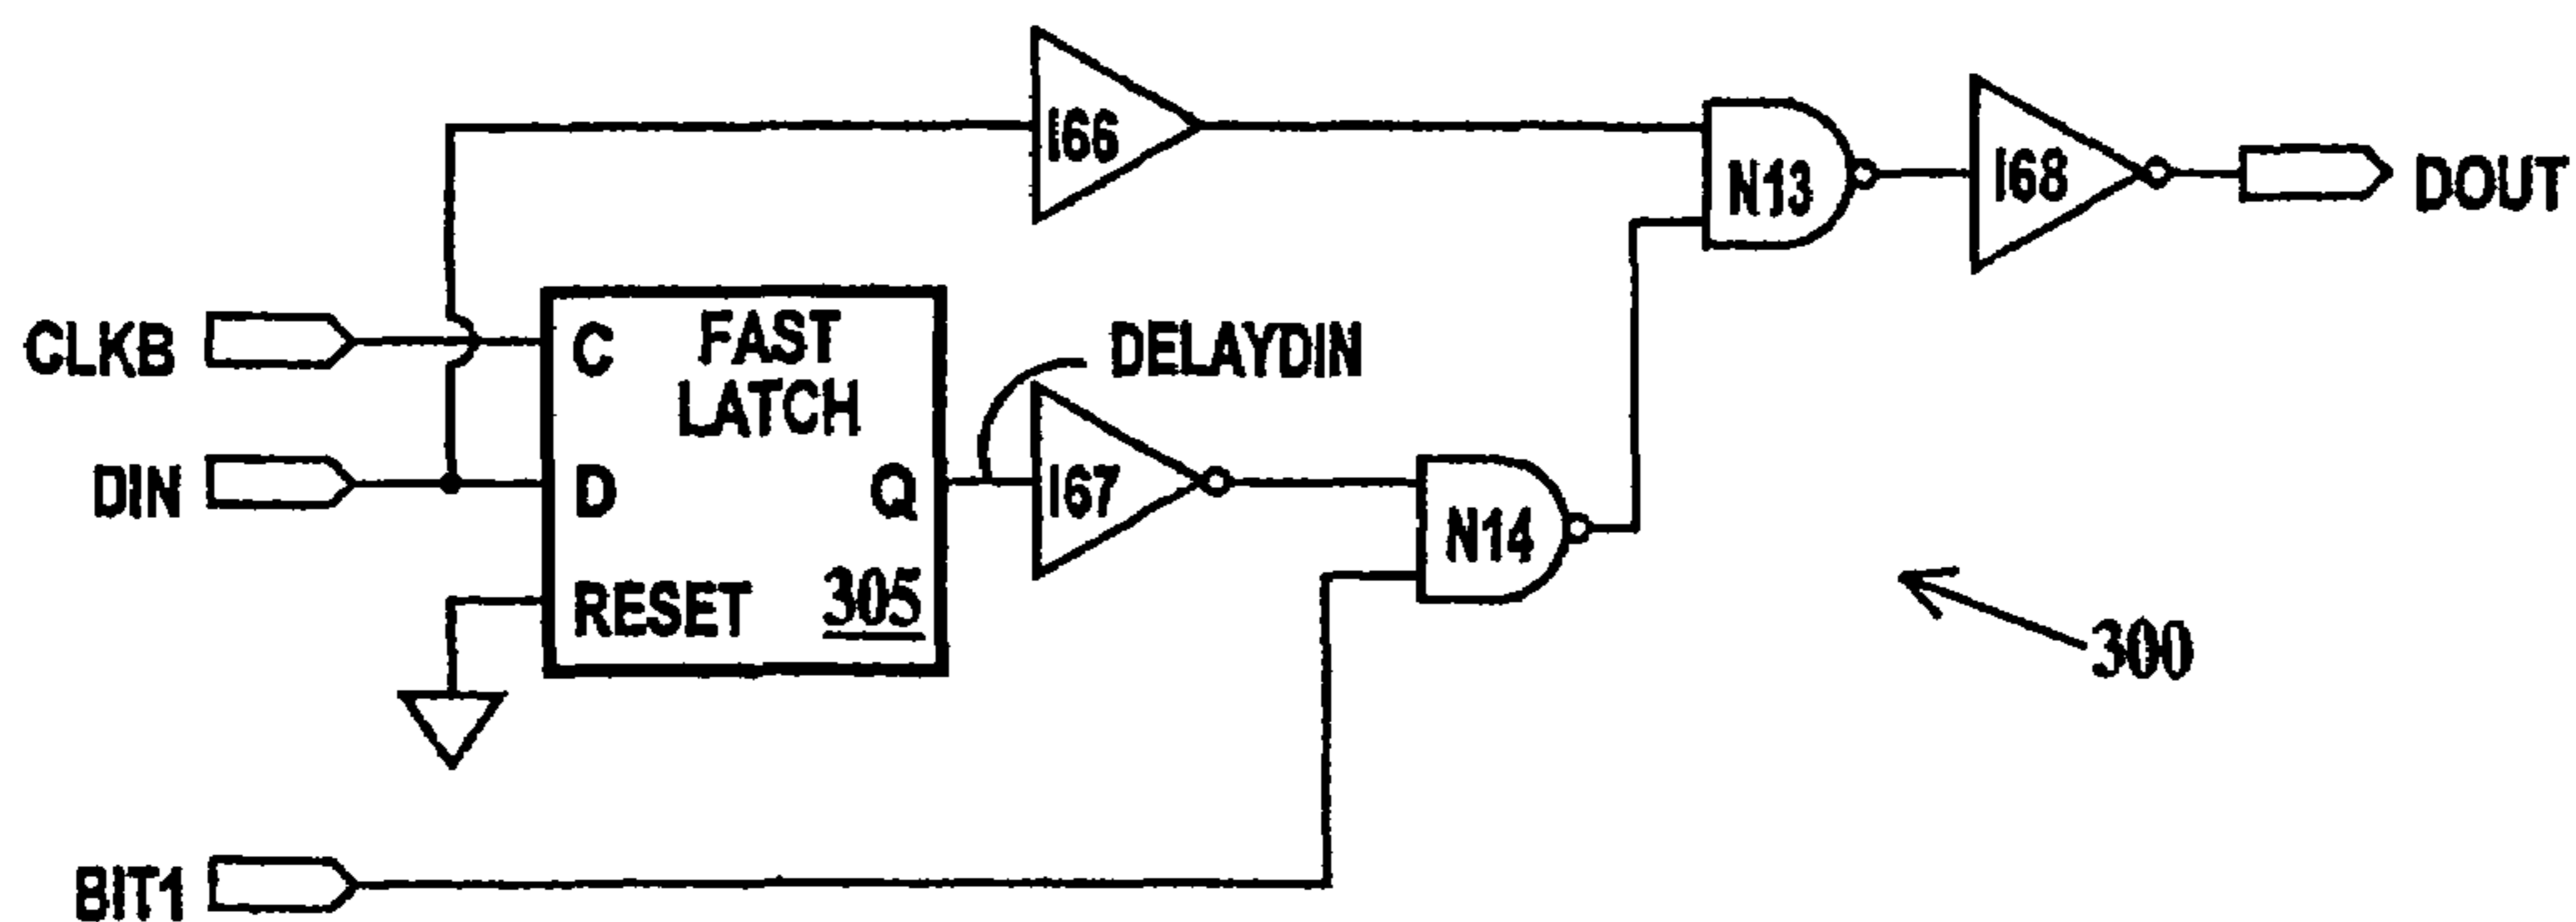 I66
N13
I68
DOUT
CLKB
C
FAST
LATCH
DELAYDIN
DIN
D
Q
I67
N14
RESET
305
300
BIT1